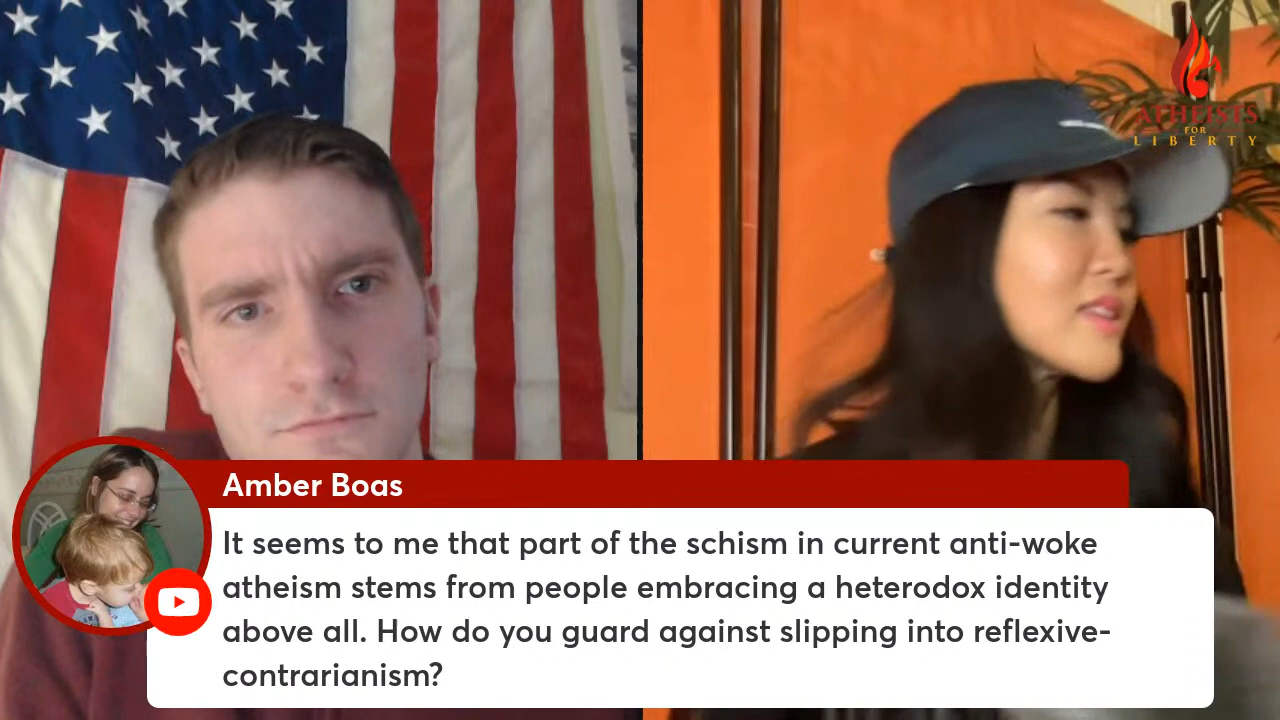 ATHEISTS
FOR
LIBERTY
Amber Boas
It seems to me that part of the schism in current anti-woke
atheism stems from people embracing a heterodox identity
above all. How do you guard against slipping into reflexive-
contrarianism?